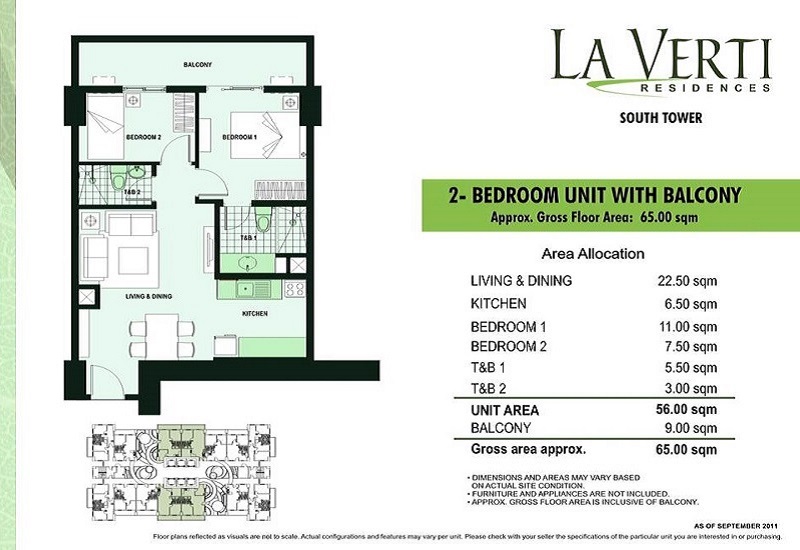 BALCONY
BEDROOM 2
BEDROOM 1
T&B 2
T&B 1
LIVING & DINING
KITCHEN
LA VERTI
RESIDENCES
SOUTH TOWER
2- BEDROOM UNIT WITH BALCONY
Approx. Gross Floor Area: 65.00 sqm
Area Allocation
LIVING & DINING 22.50 sqm
KITCHEN 6.50 sqm
BEDROOM 1 11.00 sqm
BEDROOM 2 7.50 sqm
T&B 1 5.50 sqm
T&B 2 3.00 sqm
UNIT AREA 56.00 sqm
BALCONY 9.00 sqm
Gross area approx. 65.00 sqm
• DIMENSIONS AND AREAS MAY VARY BASED
ON ACTUAL SITE CONDITION.
• FURNITURE AND APPLIANCES ARE NOT INCLUDED.
• APPROX. GROSS FLOOR AREA IS INCLUSIVE OF BALCONY.
AS OF SEPTEMBER 2011
Floor plans reflected as visuals are not to scale. Actual configurations and features may vary per unit. Please check with your seller the specifications of the particular unit you are interested in or purchasing.